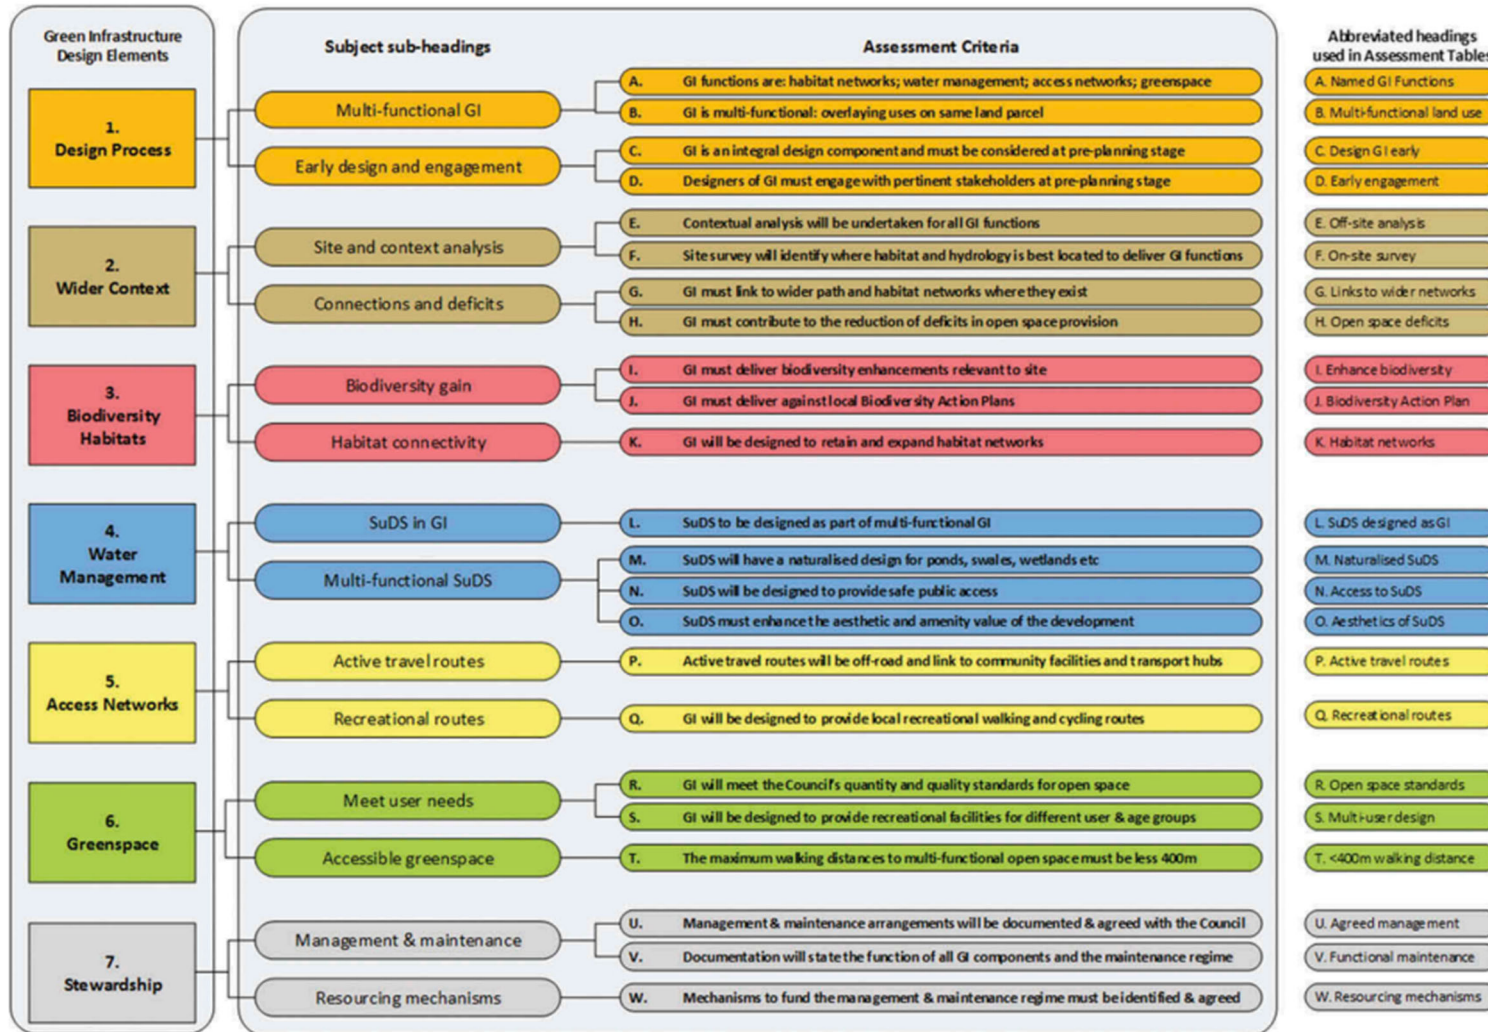 Green Infrastructure
Design Elements
Subject sub-headings
Assessment Criteria
Abbreviated headings
used in Assessment Tables
1.
Design Process
Multi-functional GI
A. GI functions are: habitat networks; water management; access networks; greenspace
A. Named GI Functions
B. GI is multi-functional: overlaying uses on same land parcel
B. Multi-functional land use
Early design and engagement
C. GI is an integral design component and must be considered at pre-planning stage
C. Design GI early
D. Designers of GI must engage with pertinent stakeholders at pre-planning stage
D. Early engagement
2.
Wider Context
Site and context analysis
E. Contextual analysis will be undertaken for all GI functions
E. Off-site analysis
F. Site survey will identify where habitat and hydrology is best located to deliver GI functions
F. On-site survey
Connections and deficits
G. GI must link to wider path and habitat networks where they exist
G. Links to wider networks
H. GI must contribute to the reduction of deficits in open space provision
H. Open space deficits
3.
Biodiversity
Habitats
Biodiversity gain
I. GI must deliver biodiversity enhancements relevant to site
I. Enhance biodiversity
J. GI must deliver against local Biodiversity Action Plans
J. Biodiversity Action Plan
Habitat connectivity
K. GI will be designed to retain and expand habitat networks
K. Habitat networks
4.
Water
Management
SuDS in GI
L. SuDS to be designed as part of multi-functional GI
L. SuDS designed as GI
Multi-functional SuDS
M. SuDS will have a naturalised design for ponds, swales, wetlands etc
M. Naturalised SuDS
N. SuDS will be designed to provide safe public access
N. Access to SuDS
O. SuDS must enhance the aesthetic and amenity value of the development
O. Aesthetics of SuDS
5.
Access Networks
Active travel routes
P. Active travel routes will be off-road and link to community facilities and transport hubs
P. Active travel routes
Recreational routes
Q. GI will be designed to provide local recreational walking and cycling routes
Q. Recreational routes
6.
Greenspace
Meet user needs
R. GI will meet the Council's quantity and quality standards for open space
R. Open space standards
S. GI will be designed to provide recreational facilities for different user & age groups
S. Multi-user design
Accessible greenspace
T. The maximum walking distances to multi-functional open space must be less 400m
T. <400m walking distance
7.
Stewardship
Management & maintenance
U. Management & maintenance arrangements will be documented & agreed with the Council
U. Agreed management
V. Documentation will state the function of all GI components and the maintenance regime
V. Functional maintenance
Resourcing mechanisms
W. Mechanisms to fund the management & maintenance regime must be identified & agreed
W. Resourcing mechanisms